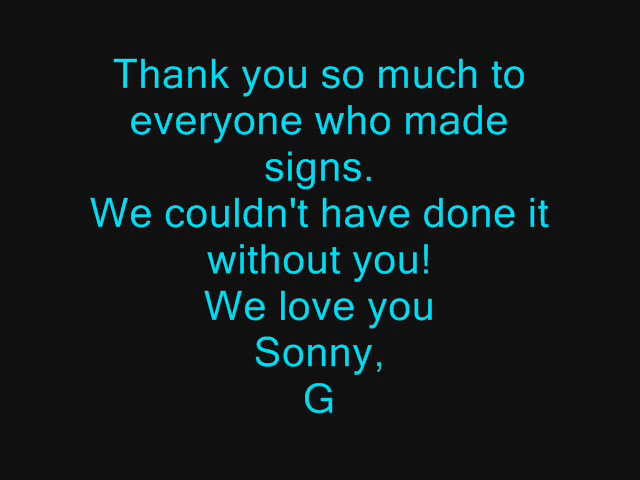 Thank you so much to
everyone who made
signs.
We couldn't have done it
without you!
We love you
Sonny,
G